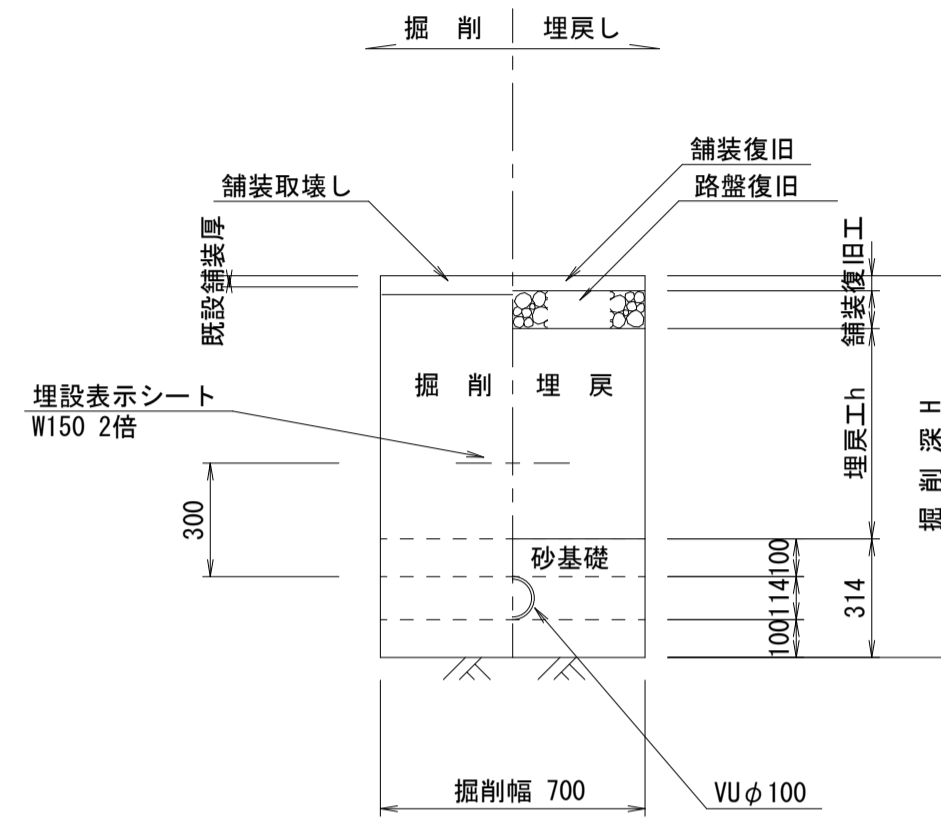 掘 削 埋戻し
舗装復旧
舗装取壊し 路盤復旧
既設舗装厚
舗装復旧工
掘 削 埋 戻
埋設表示シート
W150 2倍
埋戻工h
掘 削 深 H
300
砂基礎
100
114
100
314
掘削幅 700
VUφ100